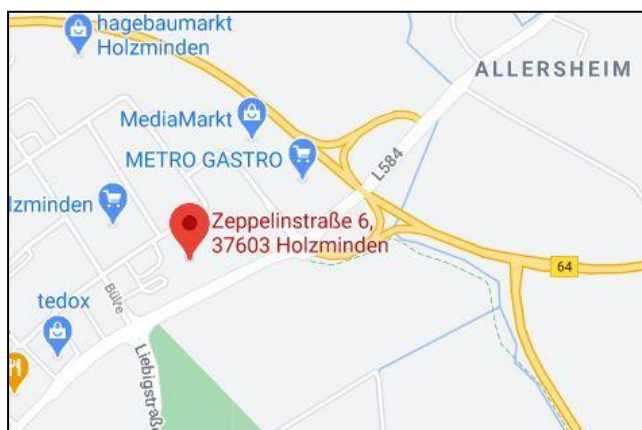 hagebaumarkt
Holzminden
ALLERSHEIM
MediaMarkt
METRO GASTRO
L584
lzminden
Zeppelinstraße 6,
37603 Holzminden
64
Bülte
tedox
Liebigstraße